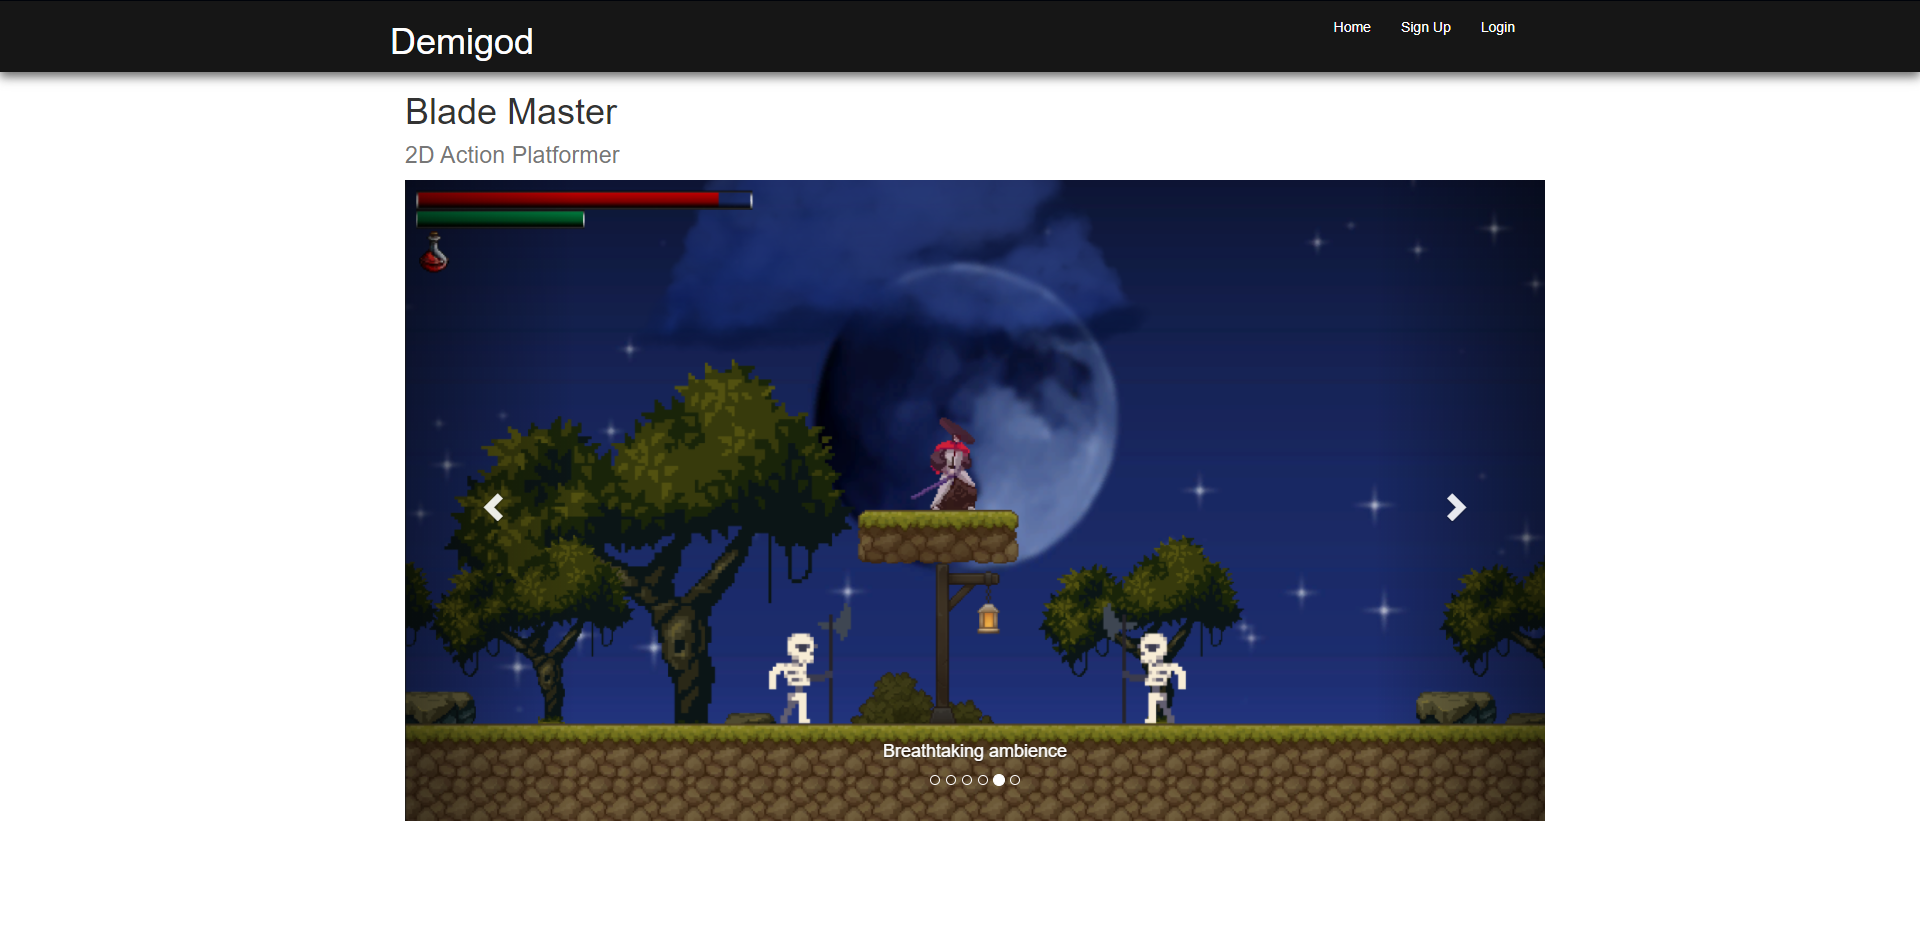 Demigod
Home
Sign Up
Login
Blade Master
2D Action Platformer
Breathtaking ambience